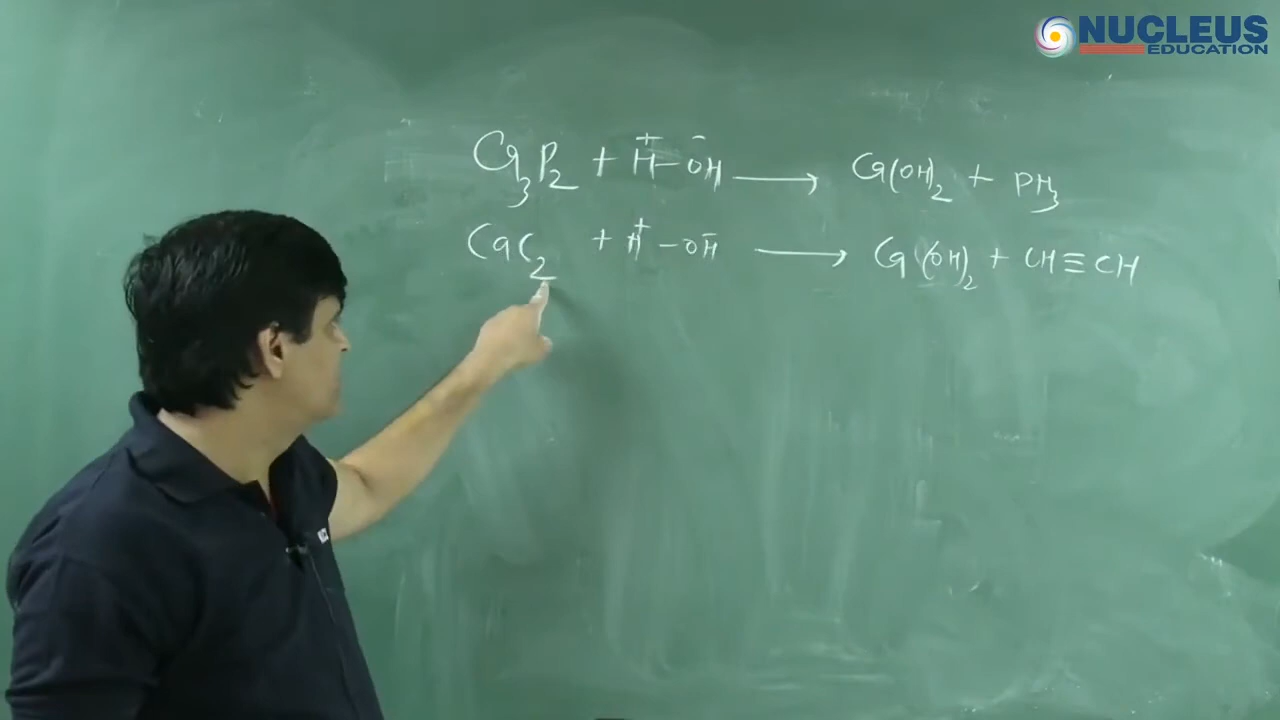 NUCLEUS
EDUCATION
Ca₃P₂ + H⁺–OH⁻ ⟶ Ca(OH)₂ + PH₃
CaC₂ + H⁺–OH⁻ ⟶ Ca(OH)₂ + CH≡CH